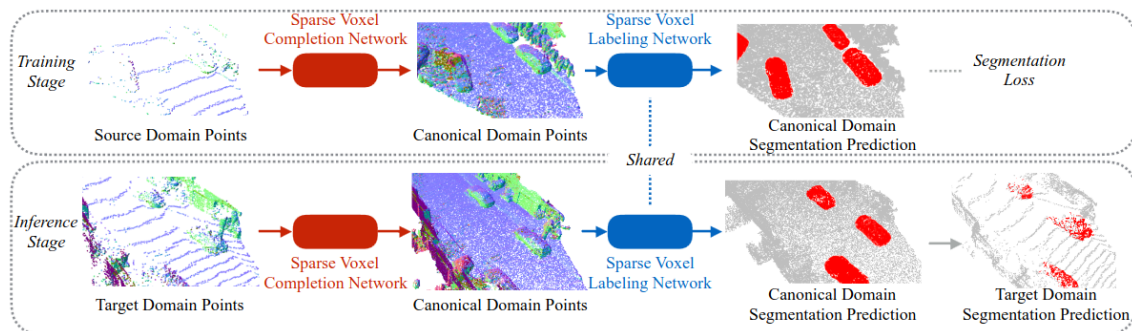 Training
Stage
Source Domain Points
Sparse Voxel
Completion Network
Canonical Domain Points
Sparse Voxel
Labeling Network
Canonical Domain
Segmentation Prediction
Segmentation
Loss
Shared
Inference
Stage
Target Domain Points
Sparse Voxel
Completion Network
Canonical Domain Points
Sparse Voxel
Labeling Network
Canonical Domain
Segmentation Prediction
Target Domain
Segmentation Prediction